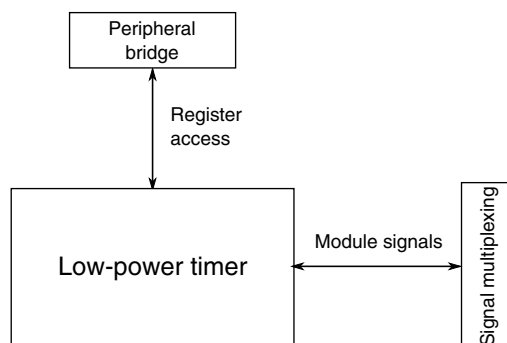 Peripheral
bridge
Register
access
Low-power timer
Module signals
Signal multiplexing